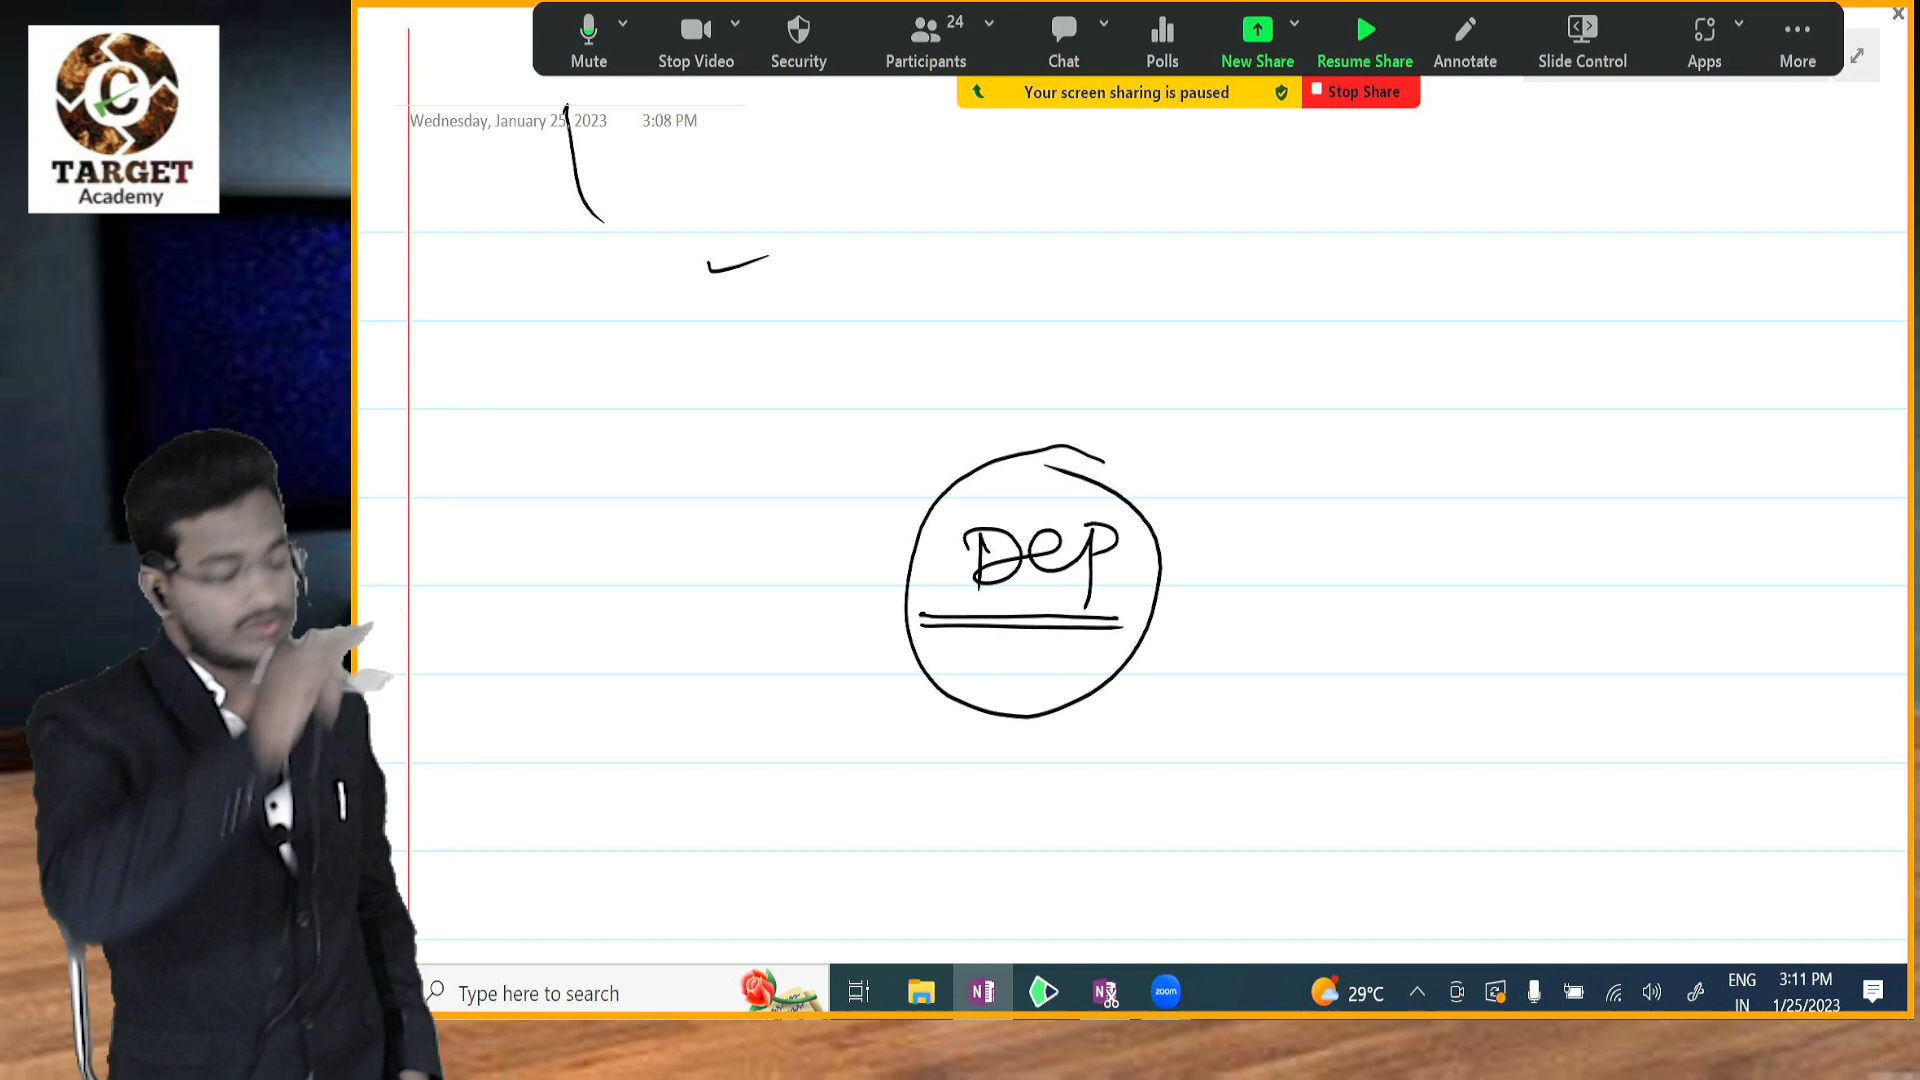 TARGET
Academy
Mute
Stop Video
Security
Participants
24
Chat
Polls
New Share
Resume Share
Annotate
Slide Control
Apps
More
Your screen sharing is paused
Stop Share
Wednesday, January 25, 2023 3:08 PM
DEP
Type here to search
zoom
29°C
ENG
IN
3:11 PM
1/25/2023